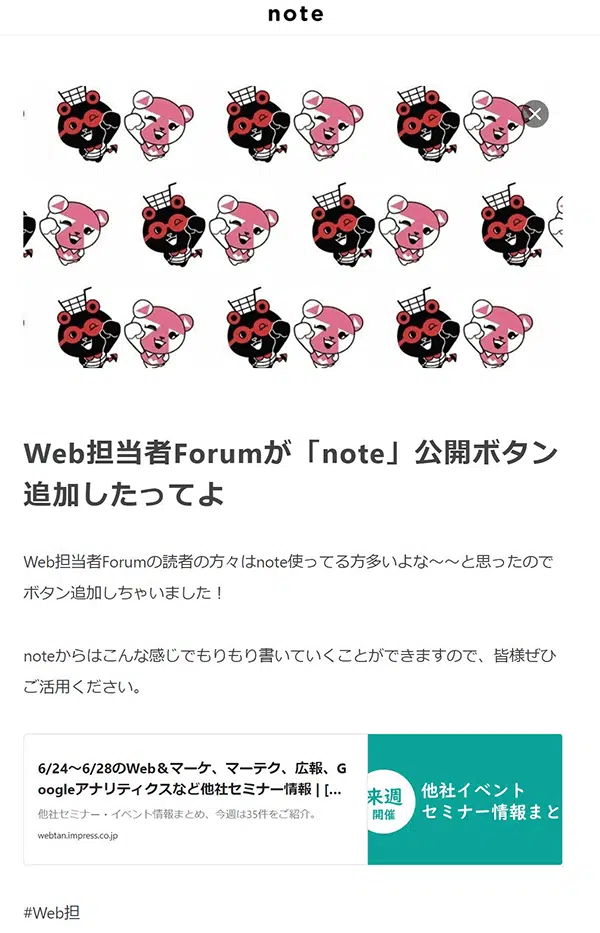 note
Web担当者Forumが「note」公開ボタン
追加したってよ
Web担当者Forumの読者の方々はnote使ってる方多いよな〜〜と思ったので
ボタン追加しちゃいました！
noteからはこんな感じでもりもり書いていくことができますので、皆様ぜひ
ご活用ください。
6/24〜6/28のWeb＆マーケ、マーテク、広報、G
oogleアナリティクスなど他社セミナー情報 | [...
他社セミナー・イベント情報まとめ、今週は35件をご紹介。
webtan.impress.co.jp
来週
開催
他社イベント
セミナー情報まと
#Web担